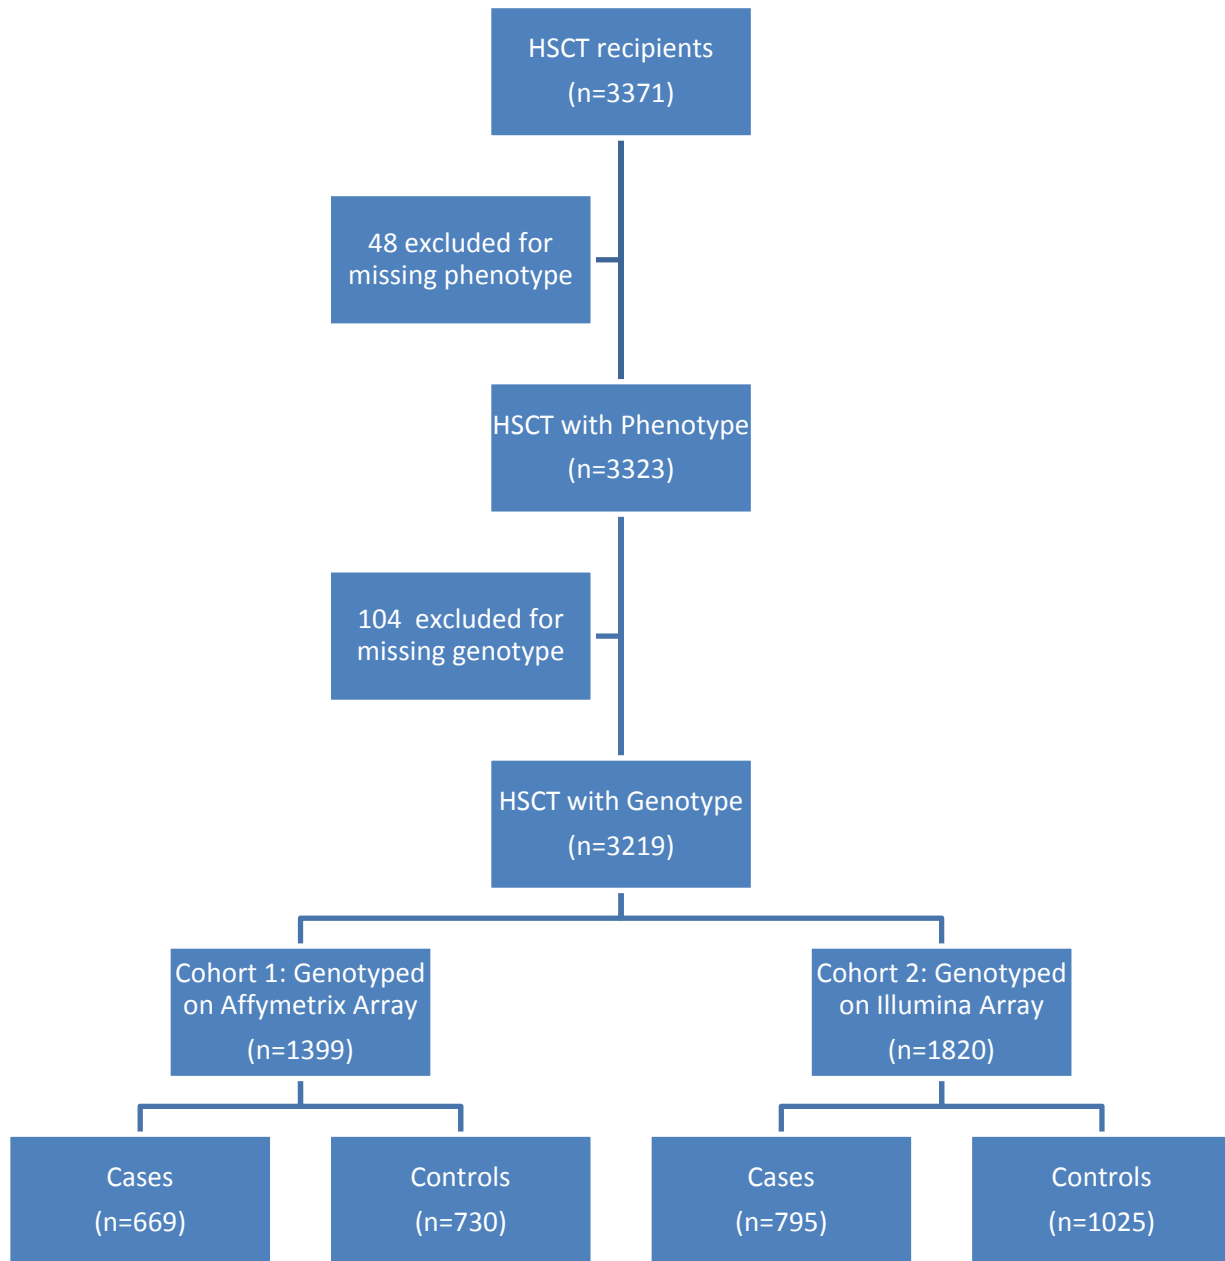 HSCT recipients
(n=3371)
48 excluded for
missing phenotype
HSCT with Phenotype
(n=3323)
104  excluded for
missing genotype
HSCT with Genotype
(n=3219)
Cohort 1: Genotyped
on Affymetrix Array
(n=1399)
Cohort 2: Genotyped
on Illumina Array
(n=1820)
Cases
(n=669)
Controls
(n=730)
Cases
(n=795)
Controls
(n=1025)